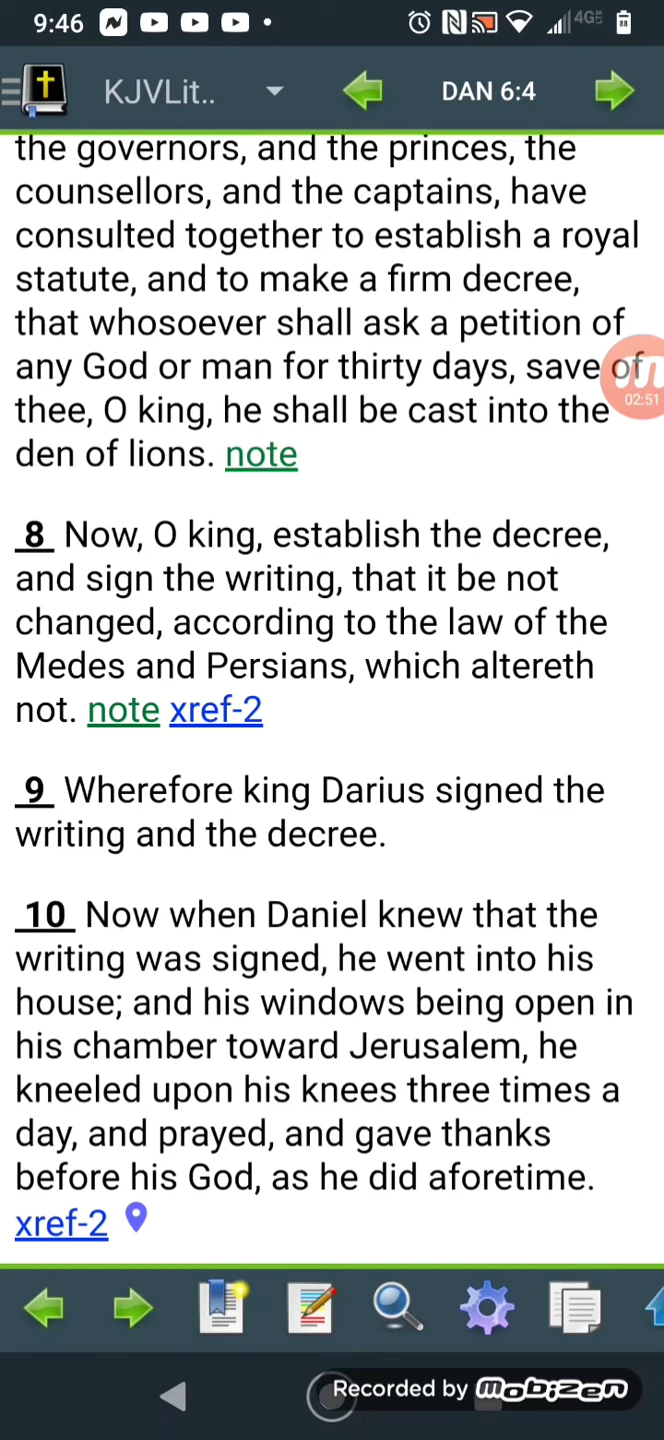 9:46
4GE
88
KJVLit..
DAN 6:4
the governors, and the princes, the
counsellors, and the captains, have
consulted together to establish a royal
statute, and to make a firm decree,
that whosoever shall ask a petition of
any God or man for thirty days, save of
thee, O king, he shall be cast into the
02:51
den of lions. note
8 Now, O king, establish the decree,
and sign the writing, that it be not
changed, according to the law of the
Medes and Persians, which altereth
not. note xref-2
9 Wherefore king Darius signed the
writing and the decree.
10 Now when Daniel knew that the
writing was signed, he went into his
house; and his windows being open in
his chamber toward Jerusalem, he
kneeled upon his knees three times a
day, and prayed, and gave thanks
before his God, as he did aforetime.
xref-2
Recorded by mobizen